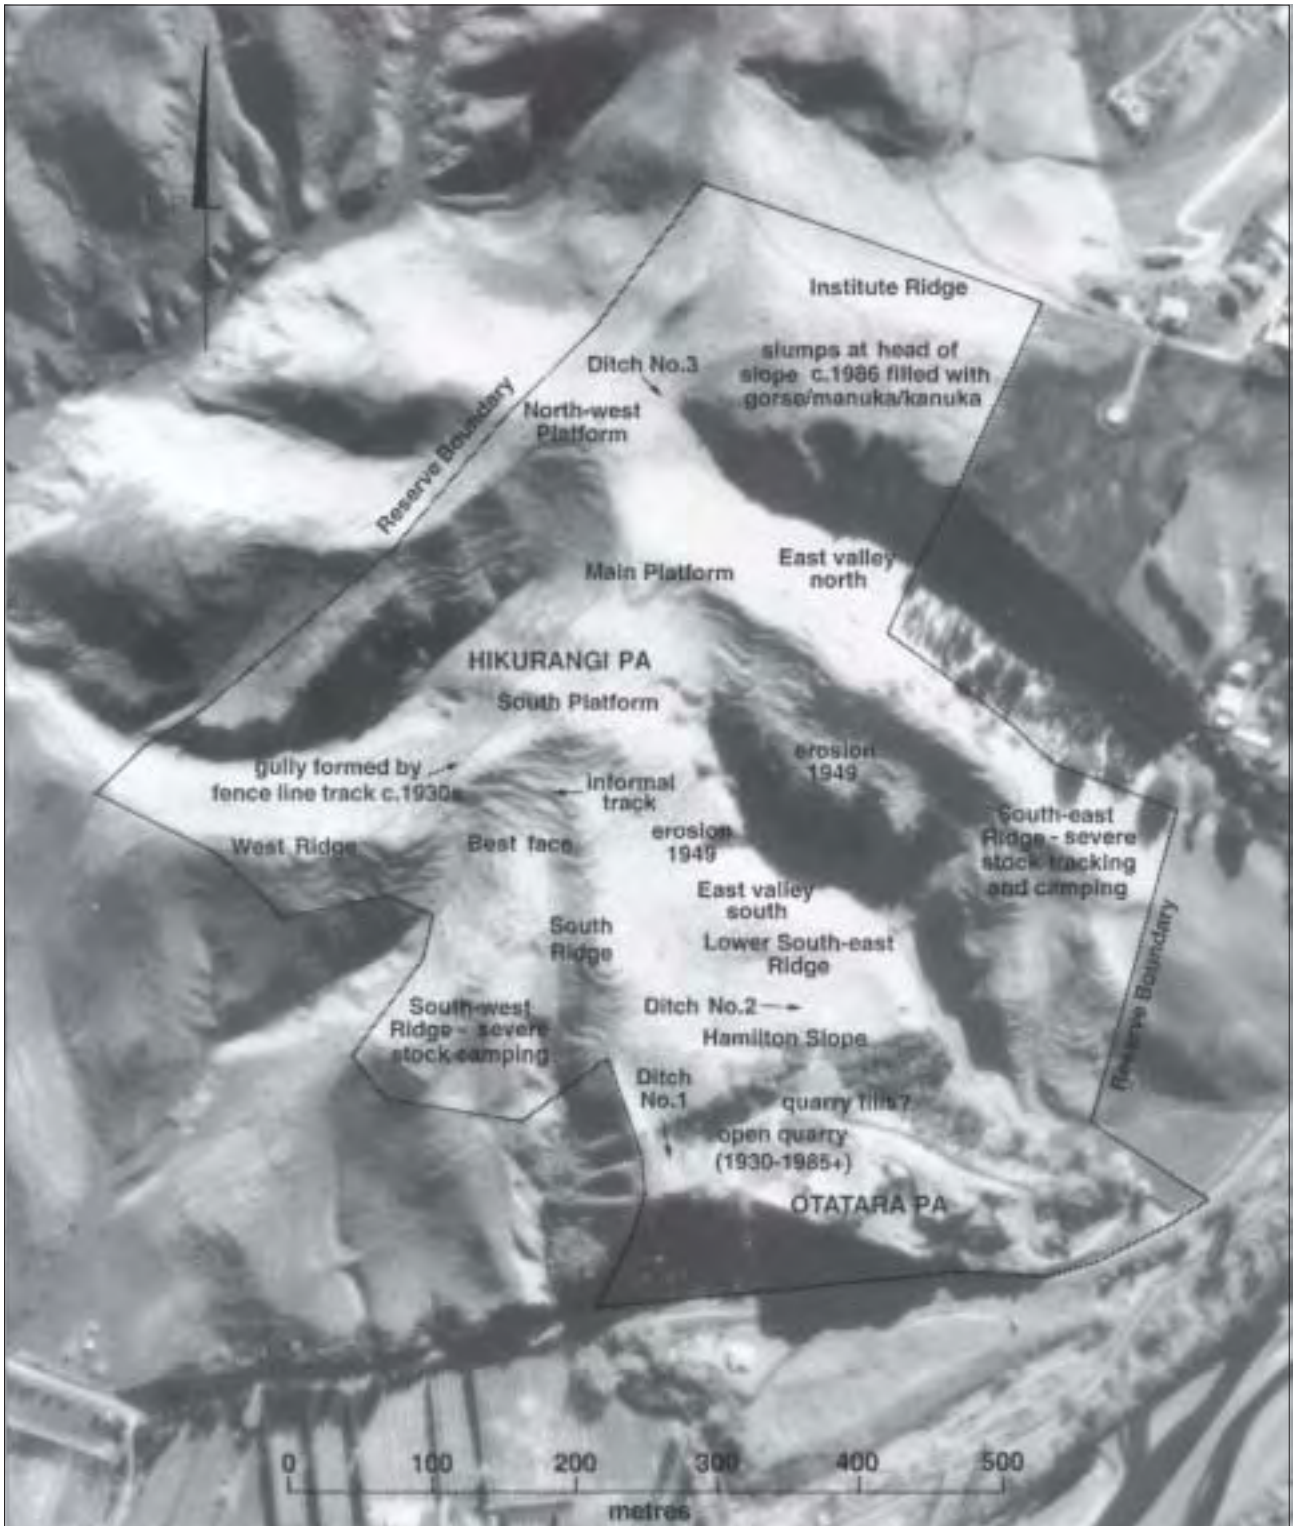 Institute Ridge
slumps at head of
slope c.1986 filled with
gorse/manuka/kanuka
Ditch No.3
North-west
Platform
Reserve Boundary
East valley
north
Main Platform
HIKURANGI PA
South Platform
erosion
1949
gully formed by
fence line track c.1930s
informal
track
South-east
Ridge - severe
stock tracking
and camping
West Ridge
Best face
erosion
1949
East valley
south
South
Ridge
Lower South-east
Ridge
Reserve Boundary
South-west
Ridge - severe
stock camping
Ditch No.2
Hamilton Slope
Ditch
No.1
quarry fills?
open quarry
(1930-1985+)
OTATARA PA
0 100 200 300 400 500
metres